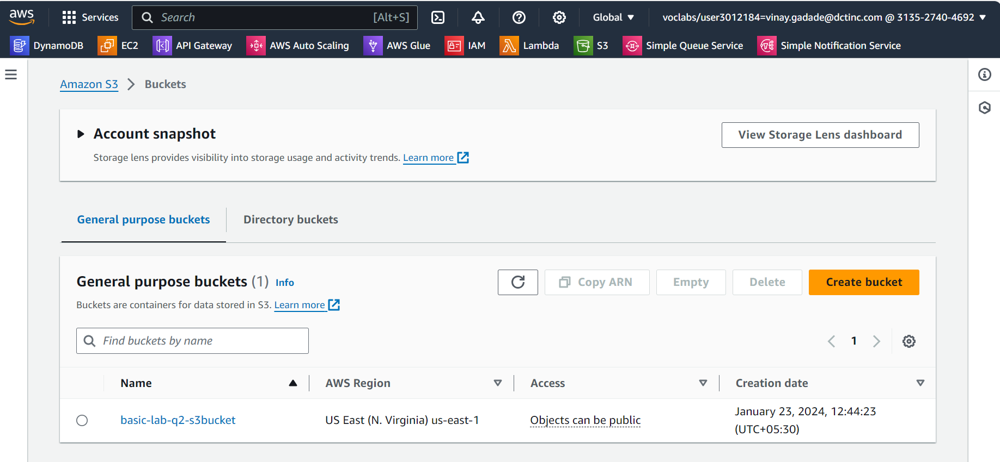 aws
Services
Search
[Alt+S]
Global
voclabs/user3012184=vinay.gadade@dctinc.com @ 3135-2740-4692
DynamoDB
EC2
API Gateway
AWS Auto Scaling
AWS Glue
IAM
Lambda
S3
Simple Queue Service
Simple Notification Service
Amazon S3
Buckets
Account snapshot
View Storage Lens dashboard
Storage lens provides visibility into storage usage and activity trends. Learn more
General purpose buckets
Directory buckets
General purpose buckets (1) Info
Copy ARN
Empty
Delete
Create bucket
Buckets are containers for data stored in S3. Learn more
Find buckets by name
1
Name
AWS Region
Access
Creation date
basic-lab-q2-s3bucket
US East (N. Virginia) us-east-1
Objects can be public
January 23, 2024, 12:44:23
(UTC+05:30)